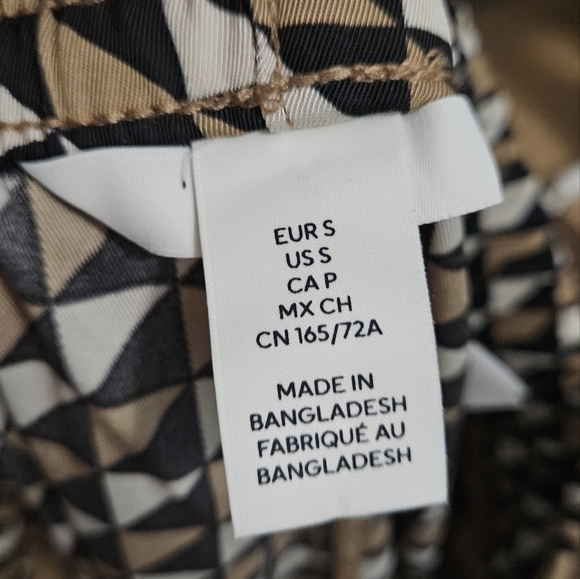 EUR S
US S
CA P
MX CH
CN 165/72A
MADE IN
BANGLADESH
FABRIQUÉ AU
BANGLADESH